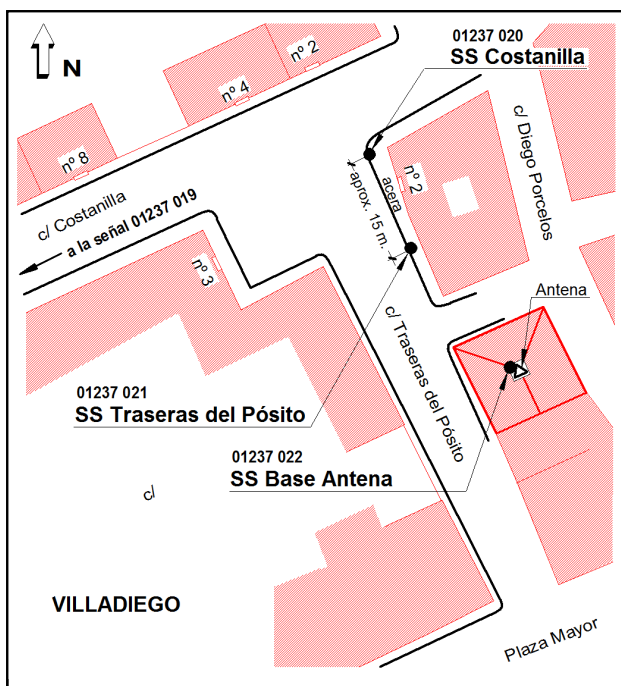 N
01237 020
SS Costanilla
nº 2
nº 4
nº 8
c/ Diego Porcelos
nº 2
acera
aprox. 15 m.
c/ Costanilla
a la señal 01237 019
nº 3
Antena
c/ Traseras del Pósito
01237 021
SS Traseras del Pósito
01237 022
SS Base Antena
c/
VILLADIEGO
Plaza Mayor